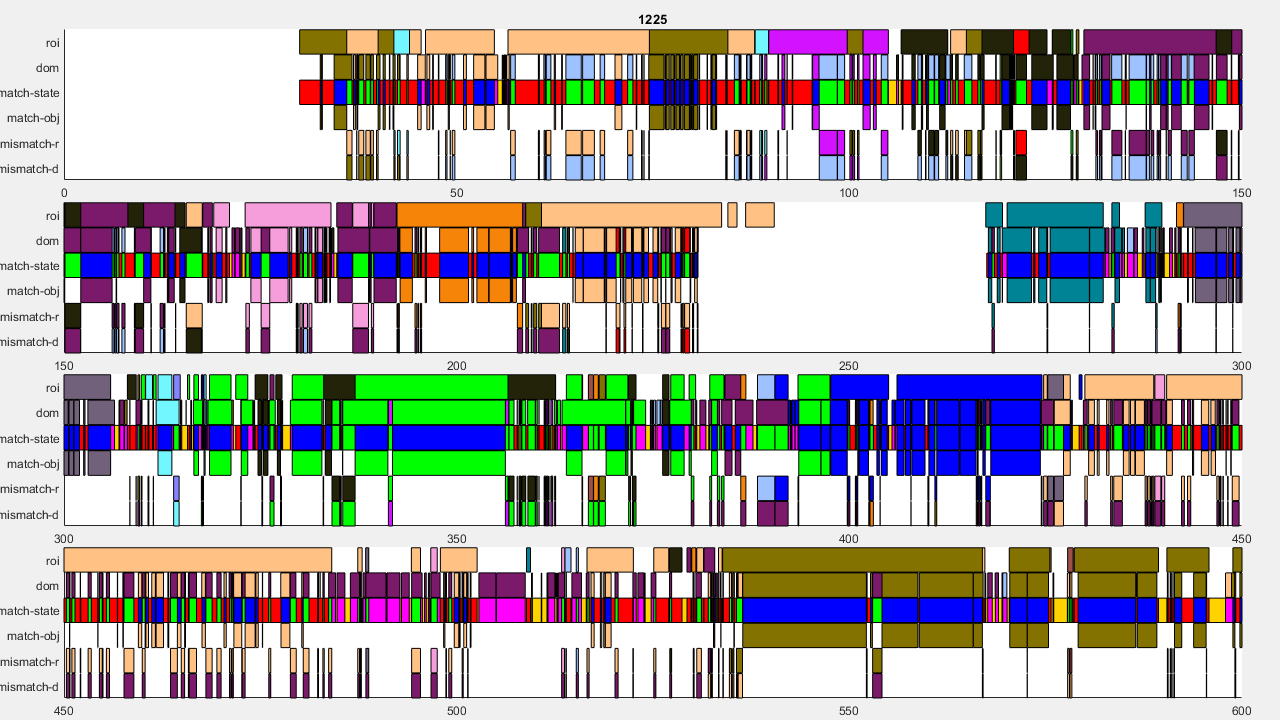 1225
roi
dom
match-state
match-obj
mismatch-r
mismatch-d
0 50 100 150
roi
dom
match-state
match-obj
mismatch-r
mismatch-d
150 200 250 300
roi
dom
match-state
match-obj
mismatch-r
mismatch-d
300 350 400 450
roi
dom
match-state
match-obj
mismatch-r
mismatch-d
450 500 550 600